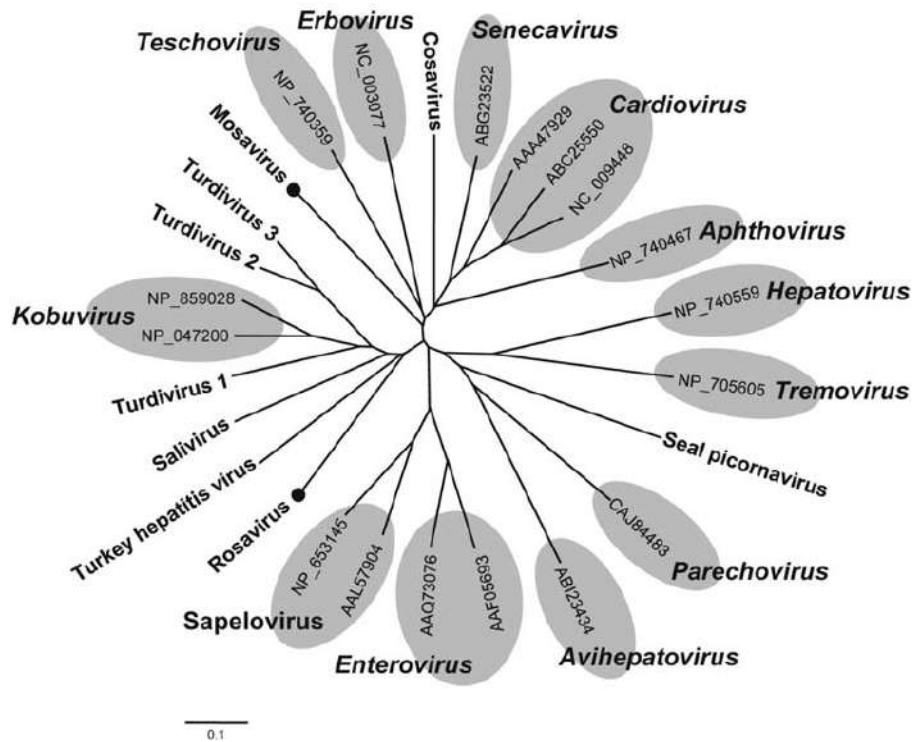 Erbovirus
Teschovirus
Senecavirus
Cosavirus
NC_003077
NP_740359
ABG23522
Cardiovirus
AAA47929
ABC25550
NC_009448
Mosavirus
Turdivirus 3
Turdivirus 2
NP_740467 Aphthovirus
NP_740559 Hepatovirus
Kobuvirus
NP_859028
NP_047200
NP_705605 Tremovirus
Turdivirus 1
Salivirus
Seal picornavirus
Turkey hepatitis virus
Rosavirus
CAJ84483
Parechovirus
NP_653145
AAL57904
Sapelovirus
AAQ73076
AAF05693
Enterovirus
ABI23434
Avihepatovirus
0.1